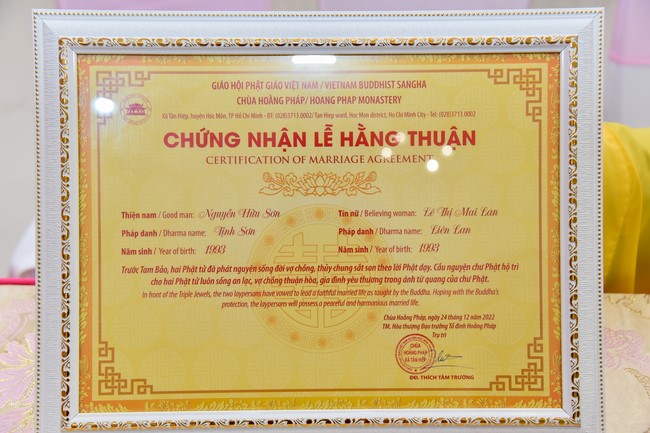 GIÁO HỘI PHẬT GIÁO VIỆT NAM / VIETNAM BUDDHIST SANGHA
CHÙA HOẰNG PHÁP/ HOANG PHAP MONASTERY
Xã Tân Hiệp, huyện Hóc Môn, TP Hồ Chí Minh - ĐT: (028)3713.0002/Tan Hiep ward, Hoc Mon district, Ho Chi Minh City - Tel: (028)3713.0002
CHỨNG NHẬN LỄ HẰNG THUẬN
CERTIFICATION OF MARRIAGE AGREEMENT
Thiện nam / Good man: Nguyễn Hữu Sơn Tín nữ / Believing woman: Lê Thị Mai Lan
Pháp danh / Dharma name: Tịnh Sơn Pháp danh / Dharma name: Liên Lan
Năm sinh / Year of birth: 1993 Năm sinh / Year of birth: 1993
Trước Tam Bảo, hai Phật tử đã phát nguyện sống đời vợ chồng, thủy chung sắt son theo lời Phật dạy. Cầu nguyện chư Phật hộ trì
cho hai Phật tử luôn sống an lạc, vợ chồng thuận hòa, gia đình yêu thương trong ánh từ quang của chư Phật.
In front of the Triple Jewels, the two laypersons have vowed to lead a faithful married life as taught by the Buddha. Hoping with the Buddha's
protection, the laypersons will possess a peaceful and harmonious married life.
Chùa Hoằng Pháp, ngày 24 tháng 12 năm 2022
TM. Hòa thượng Đạo trưởng Tổ đình Hoằng Pháp
Trụ trì
CHÙA
HOẰNG PHÁP
XÃ TÂN HIỆP
ĐĐ. THÍCH TÂM TRƯỜNG